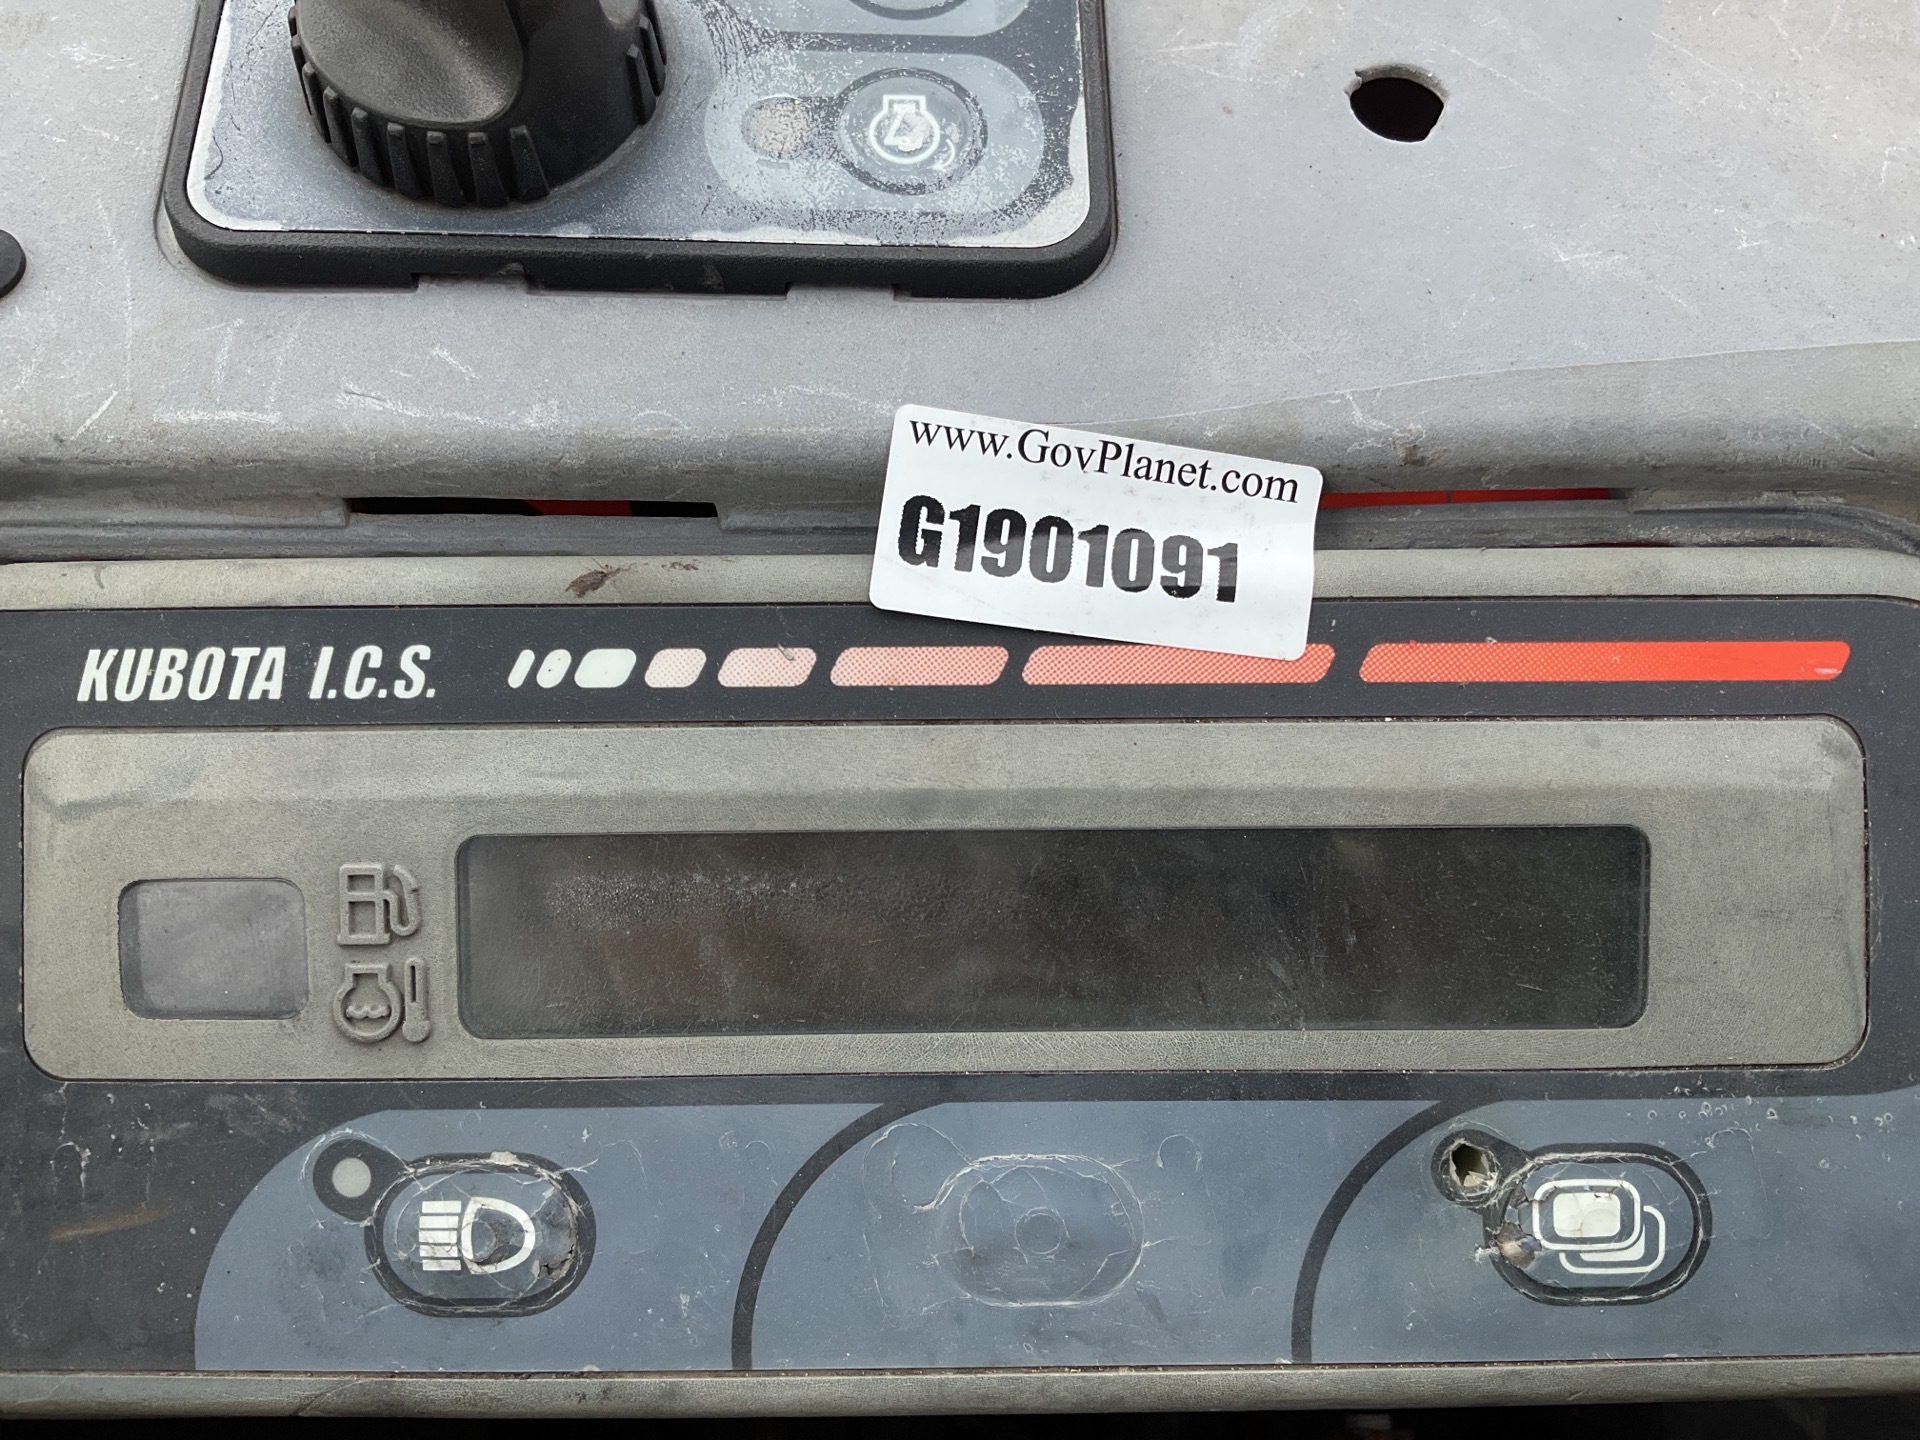 www.GovPlanet.com
G1901091
KUBOTA I.C.S.